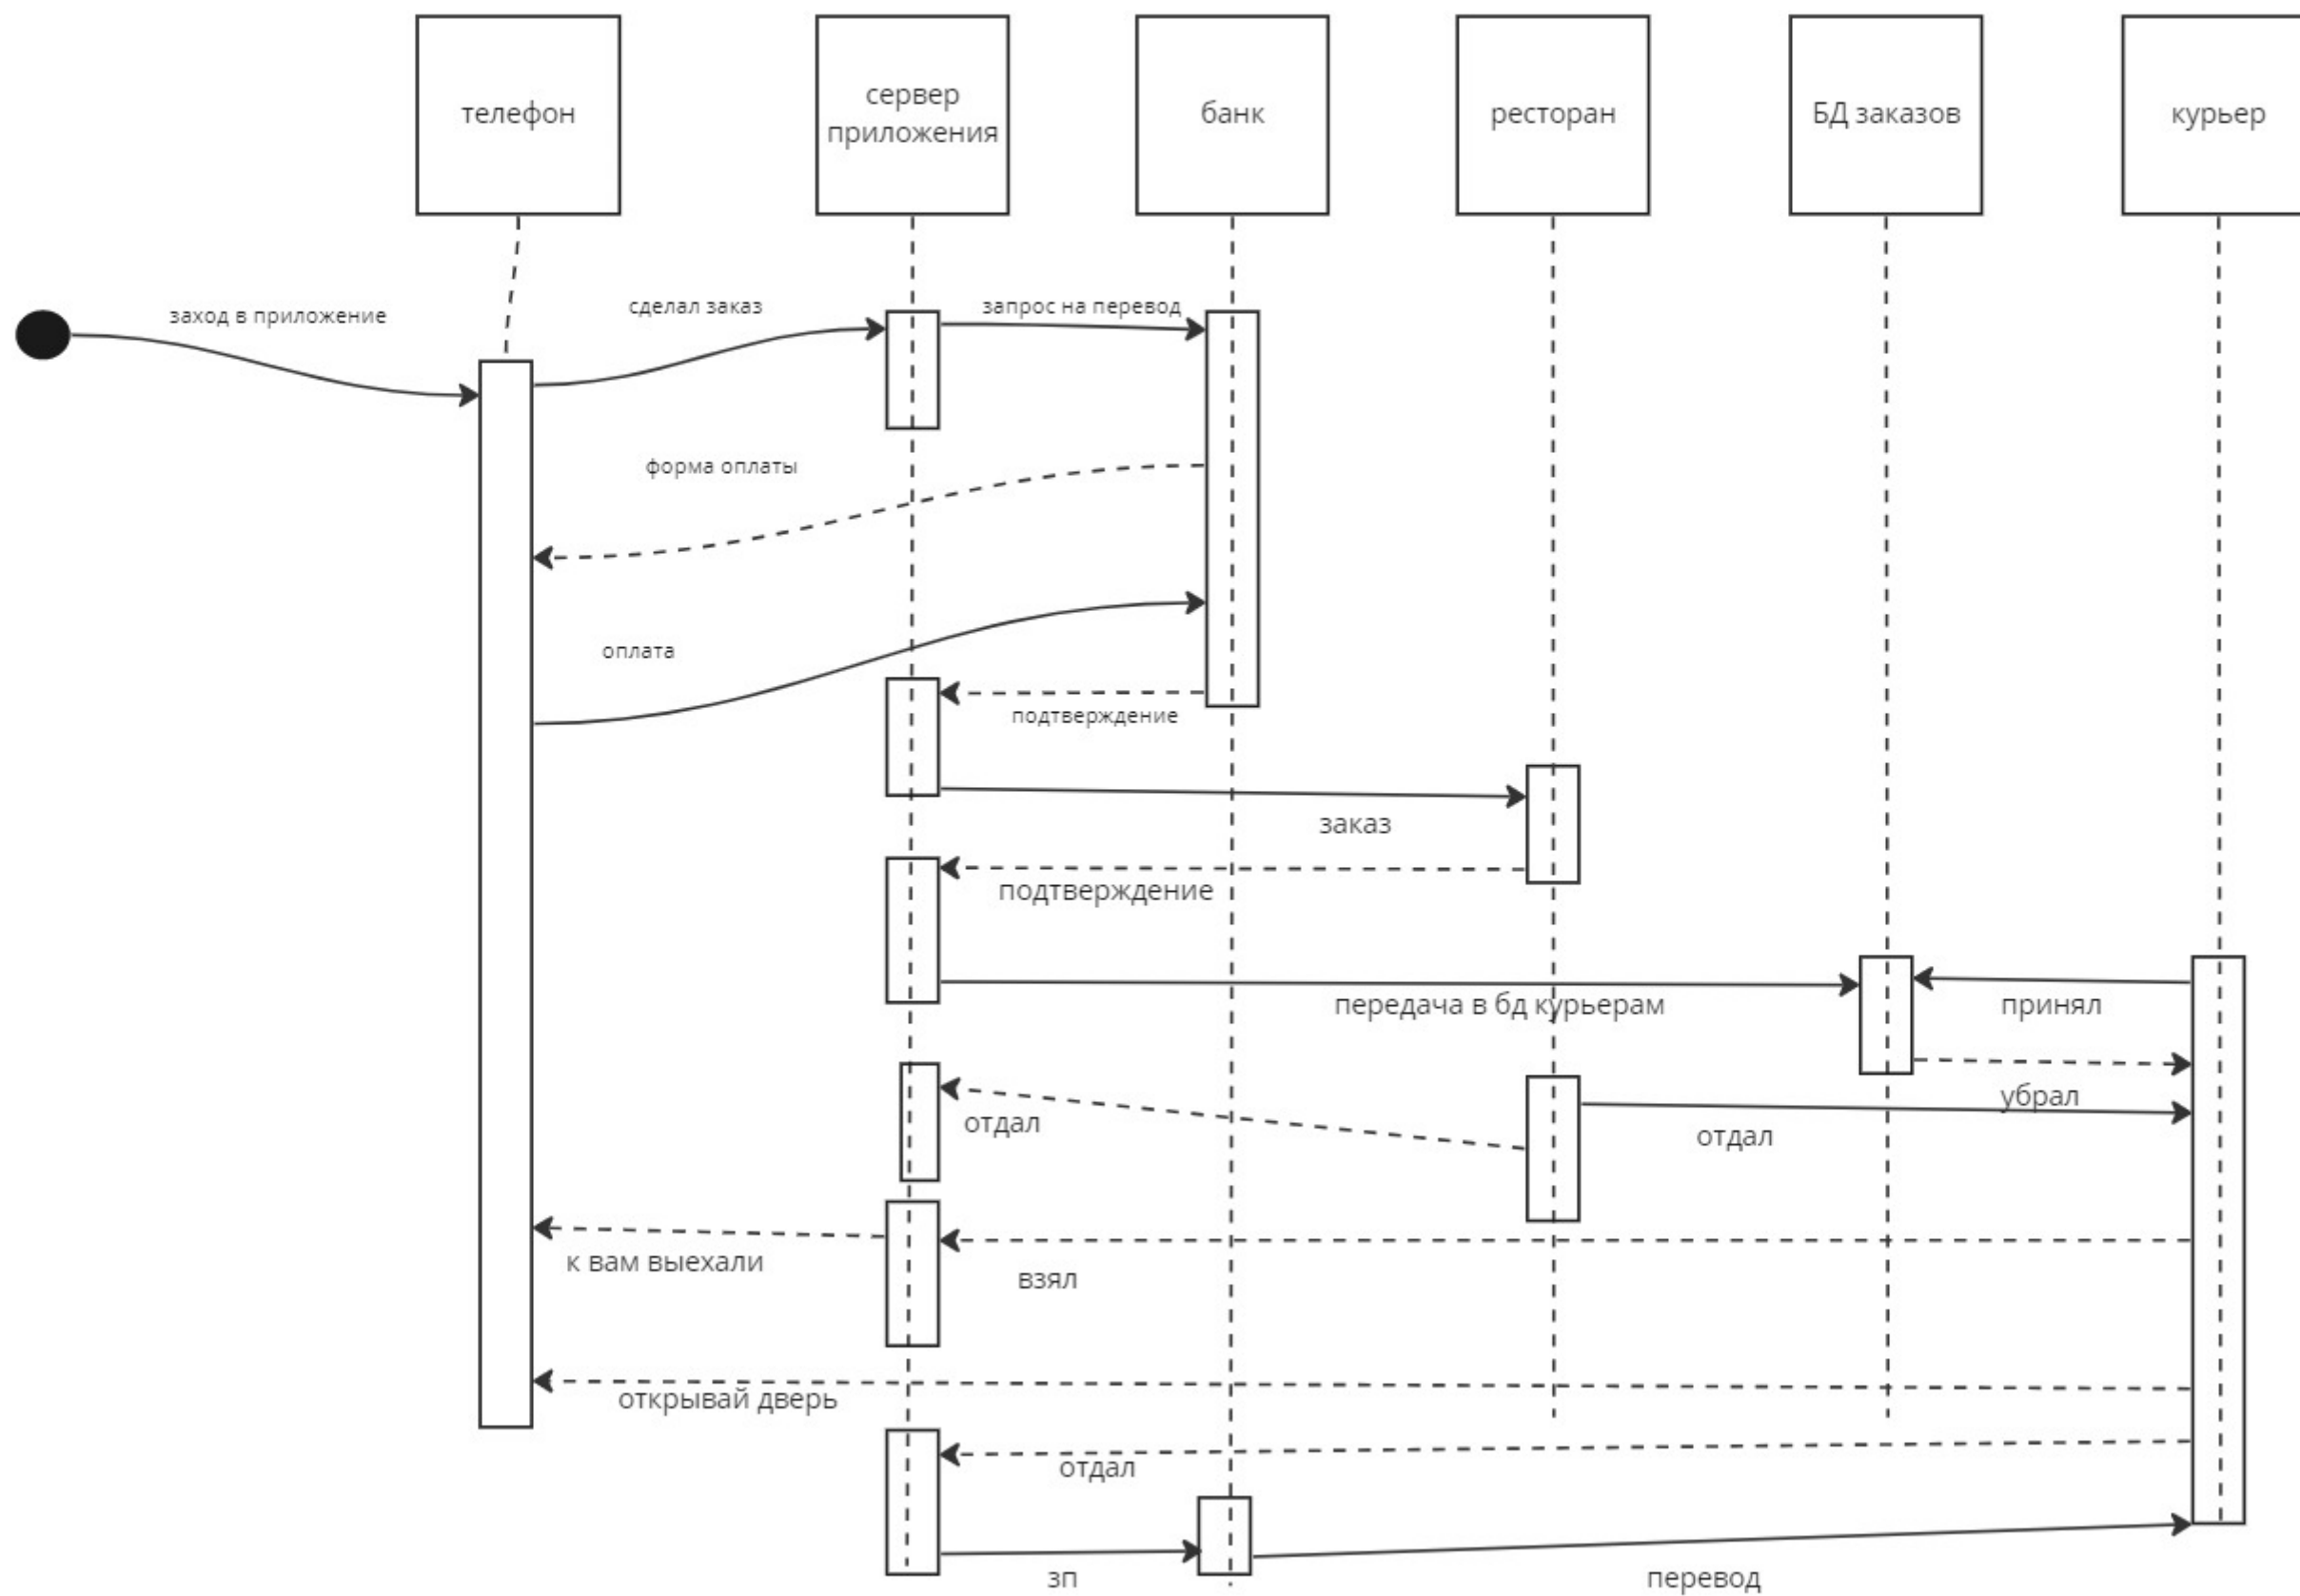 телефон
сервер
приложения
банк
ресторан
БД заказов
курьер
заход в приложение
сделал заказ
запрос на перевод
форма оплаты
оплата
подтверждение
заказ
подтверждение
передача в бд курьерам
принял
убрал
отдал
отдал
к вам выехали
взял
открывай дверь
отдал
зп
перевод